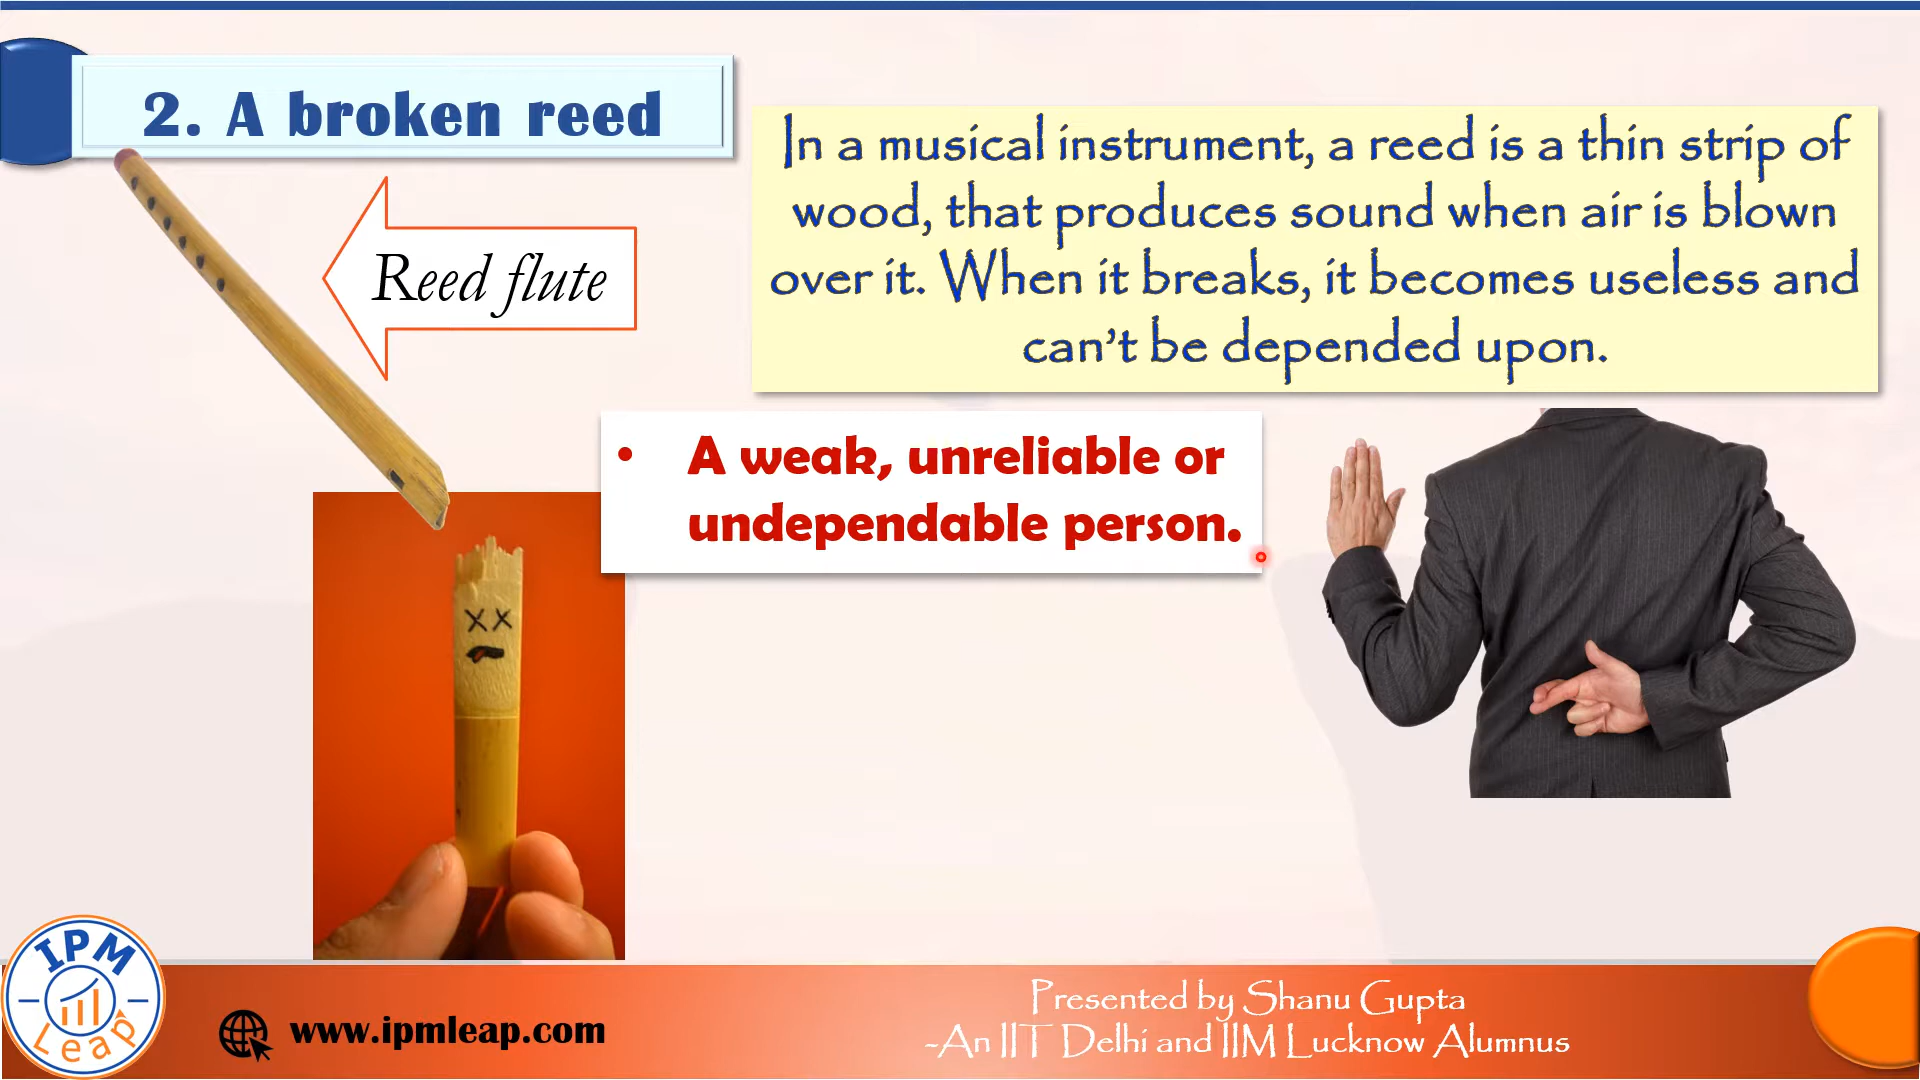 2. A broken reed
In a musical instrument, a reed is a thin strip of
wood, that produces sound when air is blown
over it. When it breaks, it becomes useless and
can't be depended upon.
Reed flute
• A weak, unreliable or
undependable person.
IPM
Leap
www.ipmleap.com
Presented by Shanu Gupta
-An IIT Delhi and IIM Lucknow Alumnus